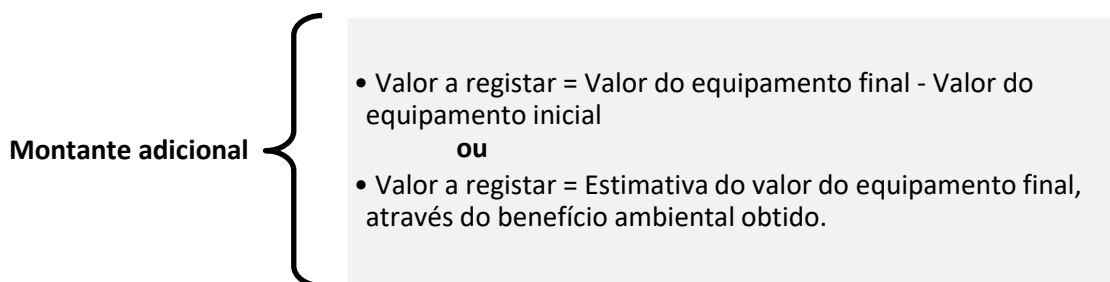 Montante adicional
• Valor a registar = Valor do equipamento final - Valor do
equipamento inicial
ou
• Valor a registar = Estimativa do valor do equipamento final,
através do benefício ambiental obtido.